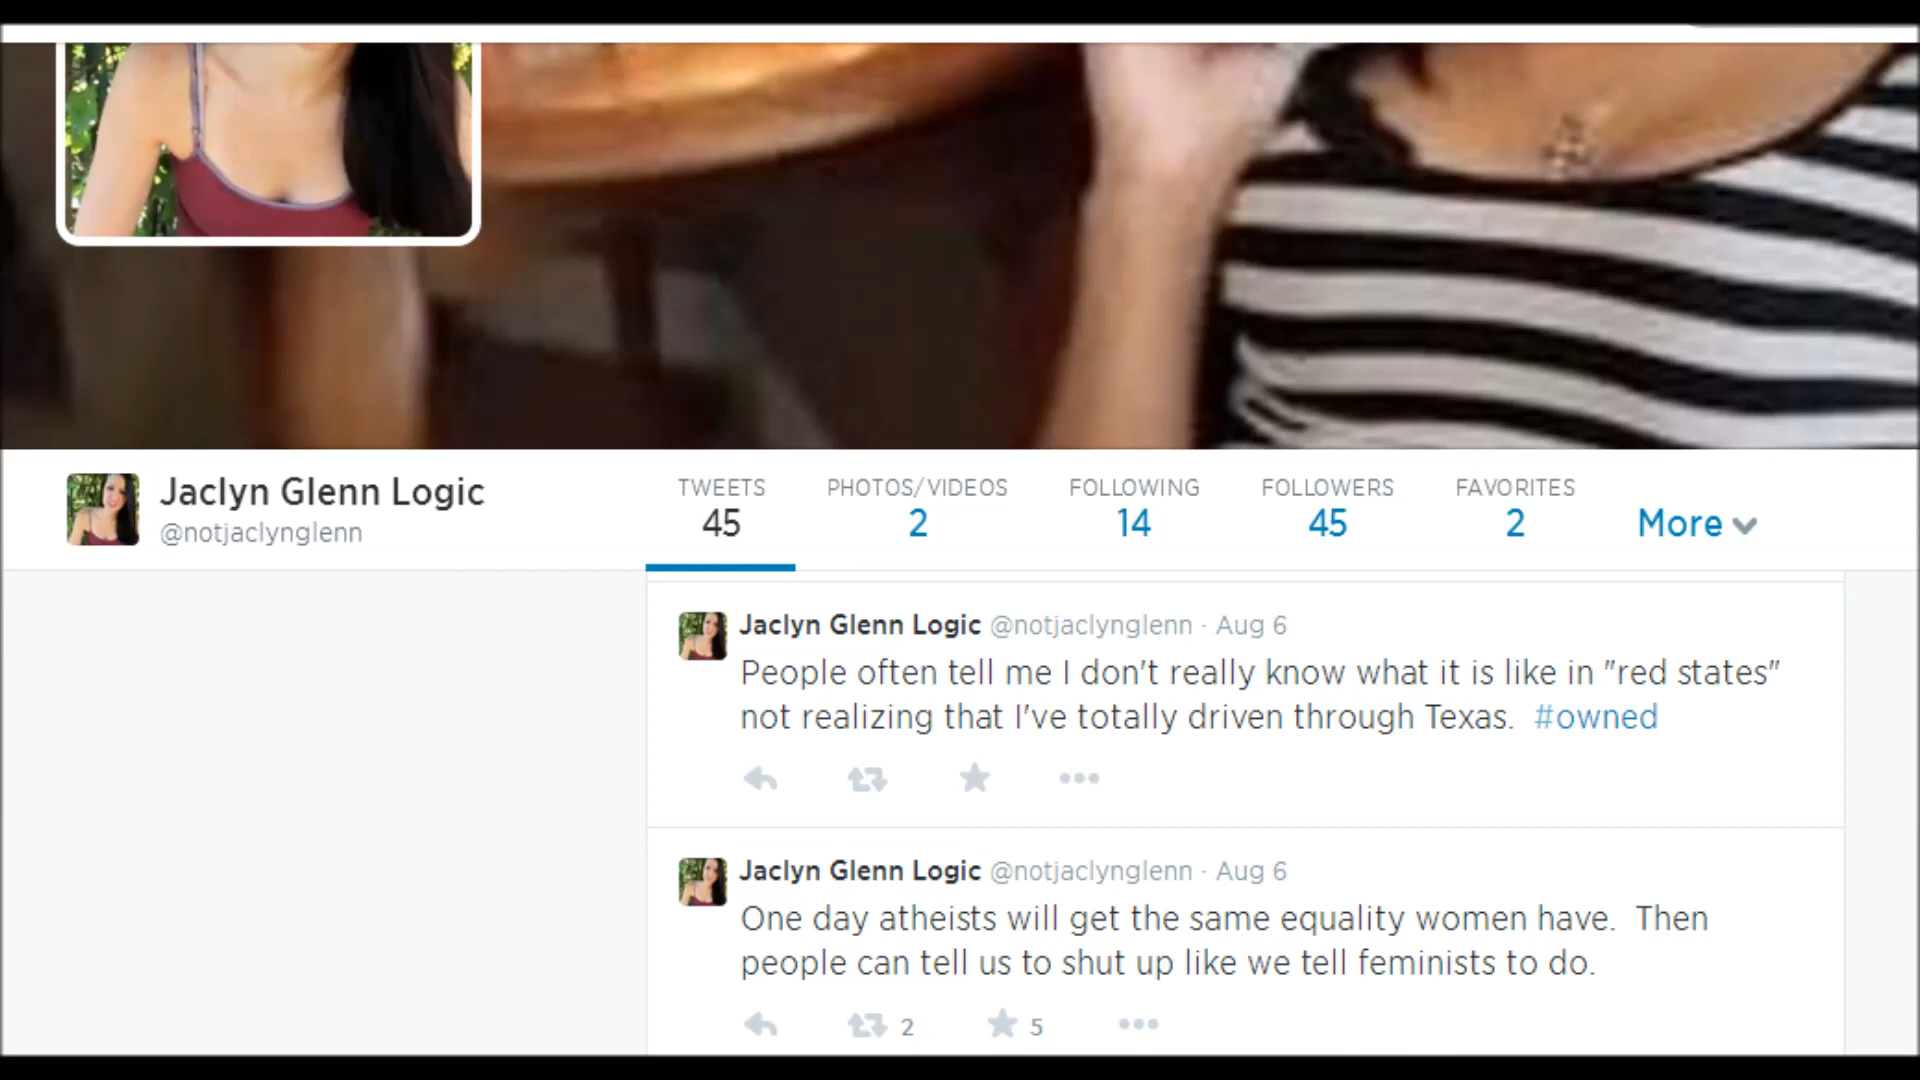 Jaclyn Glenn Logic
@notjaclynglenn
TWEETS
45
PHOTOS/VIDEOS
2
FOLLOWING
14
FOLLOWERS
45
FAVORITES
2
More
Jaclyn Glenn Logic @notjaclynglenn · Aug 6
People often tell me I don't really know what it is like in "red states"
not realizing that I've totally driven through Texas.  #owned
Jaclyn Glenn Logic @notjaclynglenn · Aug 6
One day atheists will get the same equality women have.  Then
people can tell us to shut up like we tell feminists to do.
2
5